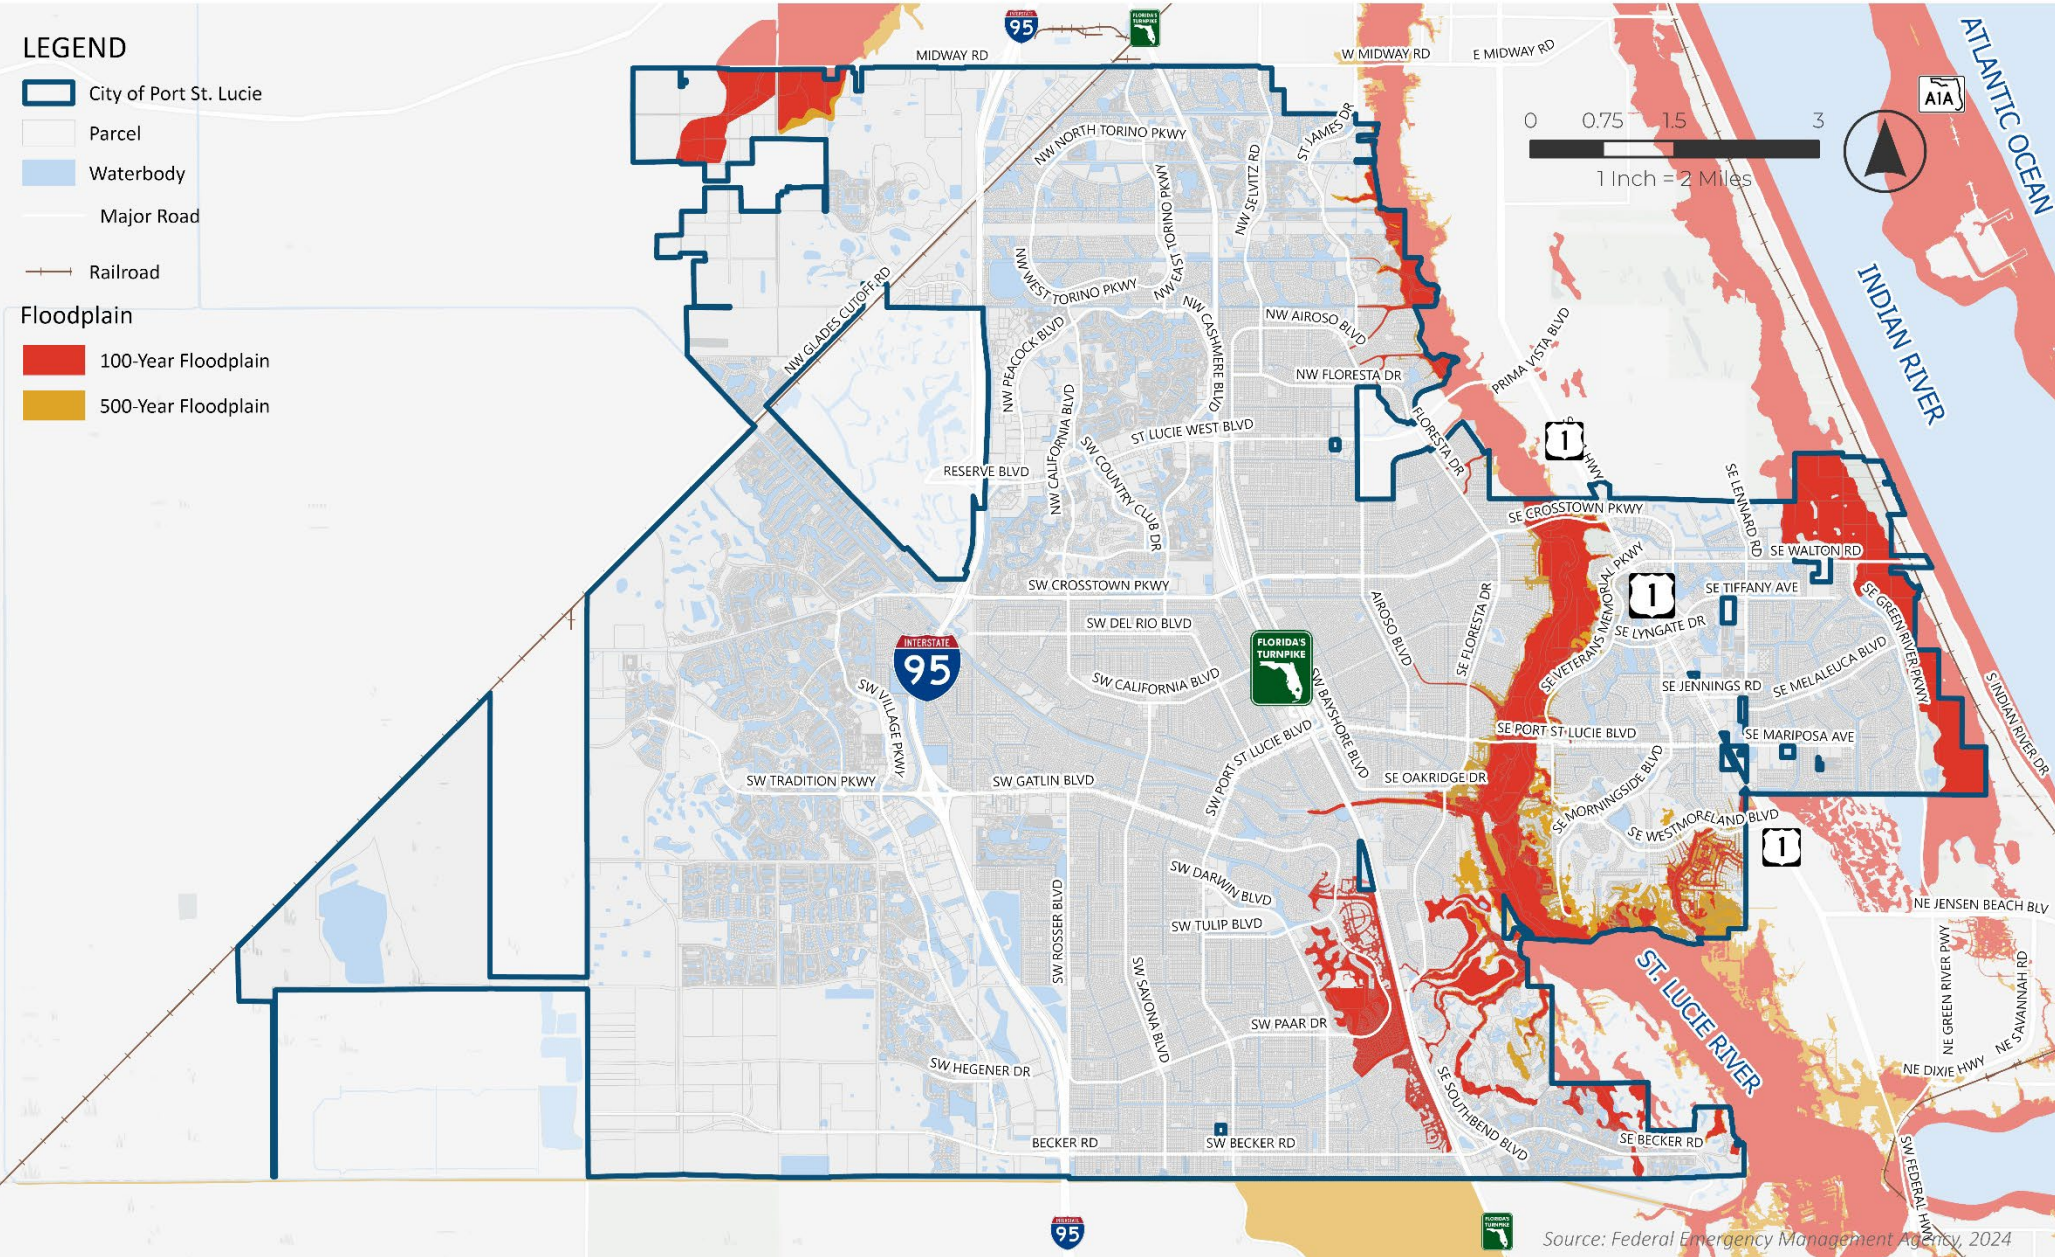 LEGEND
City of Port St. Lucie
Parcel
Waterbody
Major Road
Railroad
Floodplain
100-Year Floodplain
500-Year Floodplain
INTERSTATE
95
FLORIDA'S
TURNPIKE
MIDWAY RD
W MIDWAY RD
E MIDWAY RD
A1A
ATLANTIC OCEAN
0 0.75 1.5 3
1 Inch = 2 Miles
NW NORTH TORINO PKWY
ST JAMES DR
NW SELVITZ RD
NW EAST TORINO PKWY
NW WEST TORINO PKWY
NW GLADES CUTOFF RD
INDIAN RIVER
NW PEACOCK BLVD
NW CASHMERE BLVD
NW AIROSO BLVD
PRIMA VISTA BLVD
NW FLORESTA DR
NW CALIFORNIA BLVD
ST LUCIE WEST BLVD
FLORESTA DR
1
HWY
RESERVE BLVD
SW COUNTRY CLUB DR
SE LENNARD RD
SE CROSSTOWN PKWY
SE WALTON RD
SW CROSSTOWN PKWY
SE TIFFANY AVE
1
SE VETERANS MEMORIAL PKWY
SE GREEN RIVER PKWY
AIROSO BLVD
SE FLORESTA DR
SW DEL RIO BLVD
SE LYNGATE DR
INTERSTATE
95
FLORIDA'S
TURNPIKE
SW CALIFORNIA BLVD
SE JENNINGS RD
SE MELALEUCA BLVD
SW VILLAGE PKWY
SW BAYSHORE BLVD
S INDIAN RIVER DR
SE PORT ST LUCIE BLVD
SE MARIPOSA AVE
SW PORT ST LUCIE BLVD
SW TRADITION PKWY
SW GATLIN BLVD
SE OAKRIDGE DR
SE MORNINGSIDE BLVD
SE WESTMORELAND BLVD
1
SW DARWIN BLVD
SW ROSSER BLVD
SW TULIP BLVD
NE JENSEN BEACH BLV
SW SAVONA BLVD
ST. LUCIE RIVER
NE GREEN RIVER PWY
NE SAVANNAH RD
SW PAAR DR
SW HEGENER DR
NE DIXIE HWY
SE SOUTHBEND BLVD
BECKER RD
SW BECKER RD
SE BECKER RD
SW FEDERAL HWY
95
FLORIDA'S
TURNPIKE
Source: Federal Emergency Management Agency, 2024